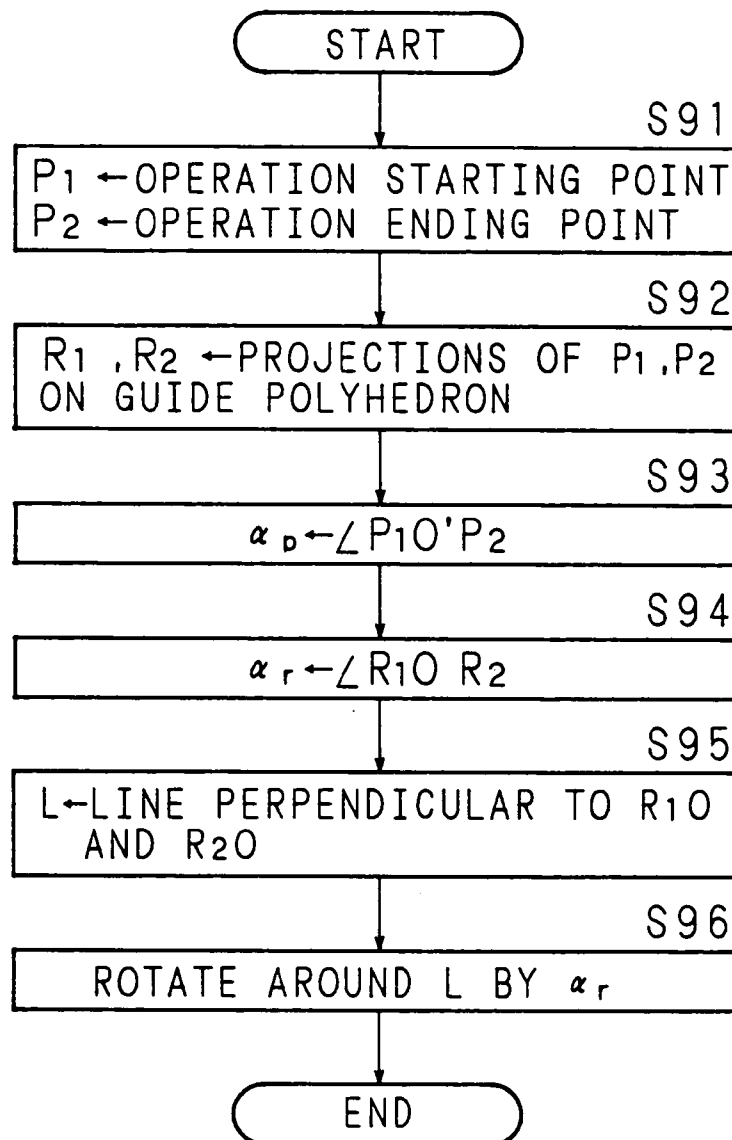 START
S91
P1 ←OPERATION STARTING POINT
P2 ←OPERATION ENDING POINT
S92
R1 ,R2 ←PROJECTIONS OF P1,P2
ON GUIDE POLYHEDRON
S93
αp←∠P1O'P2
S94
αr←∠R1O R2
S95
L←LINE PERPENDICULAR TO R1O
AND R2O
S96
ROTATE AROUND L BY αr
END